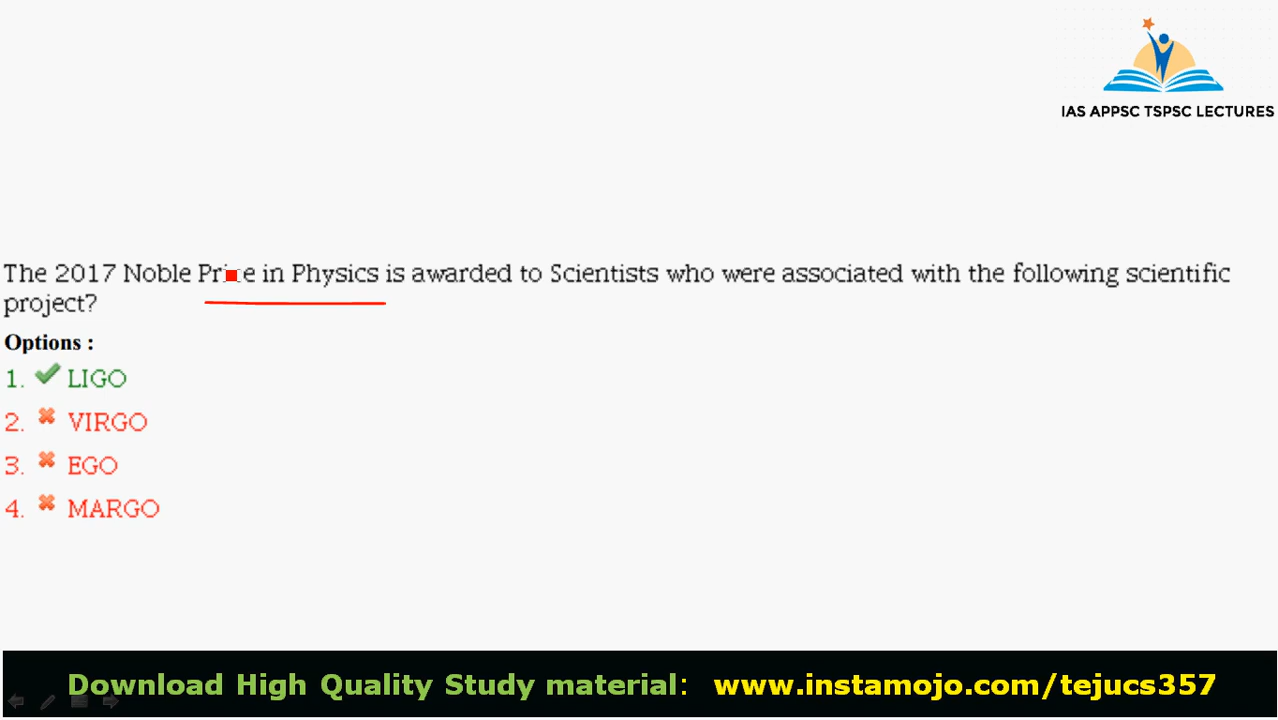 IAS APPSC TSPSC LECTURES
The 2017 Noble in Physics is awarded to Scientists who were associated with the following scientific
project?
Options :
1. LIGO
2. VIRGO
3. EGO
4. MARGO
Download High Quality Study material: www.instamojo.com/tejucs357